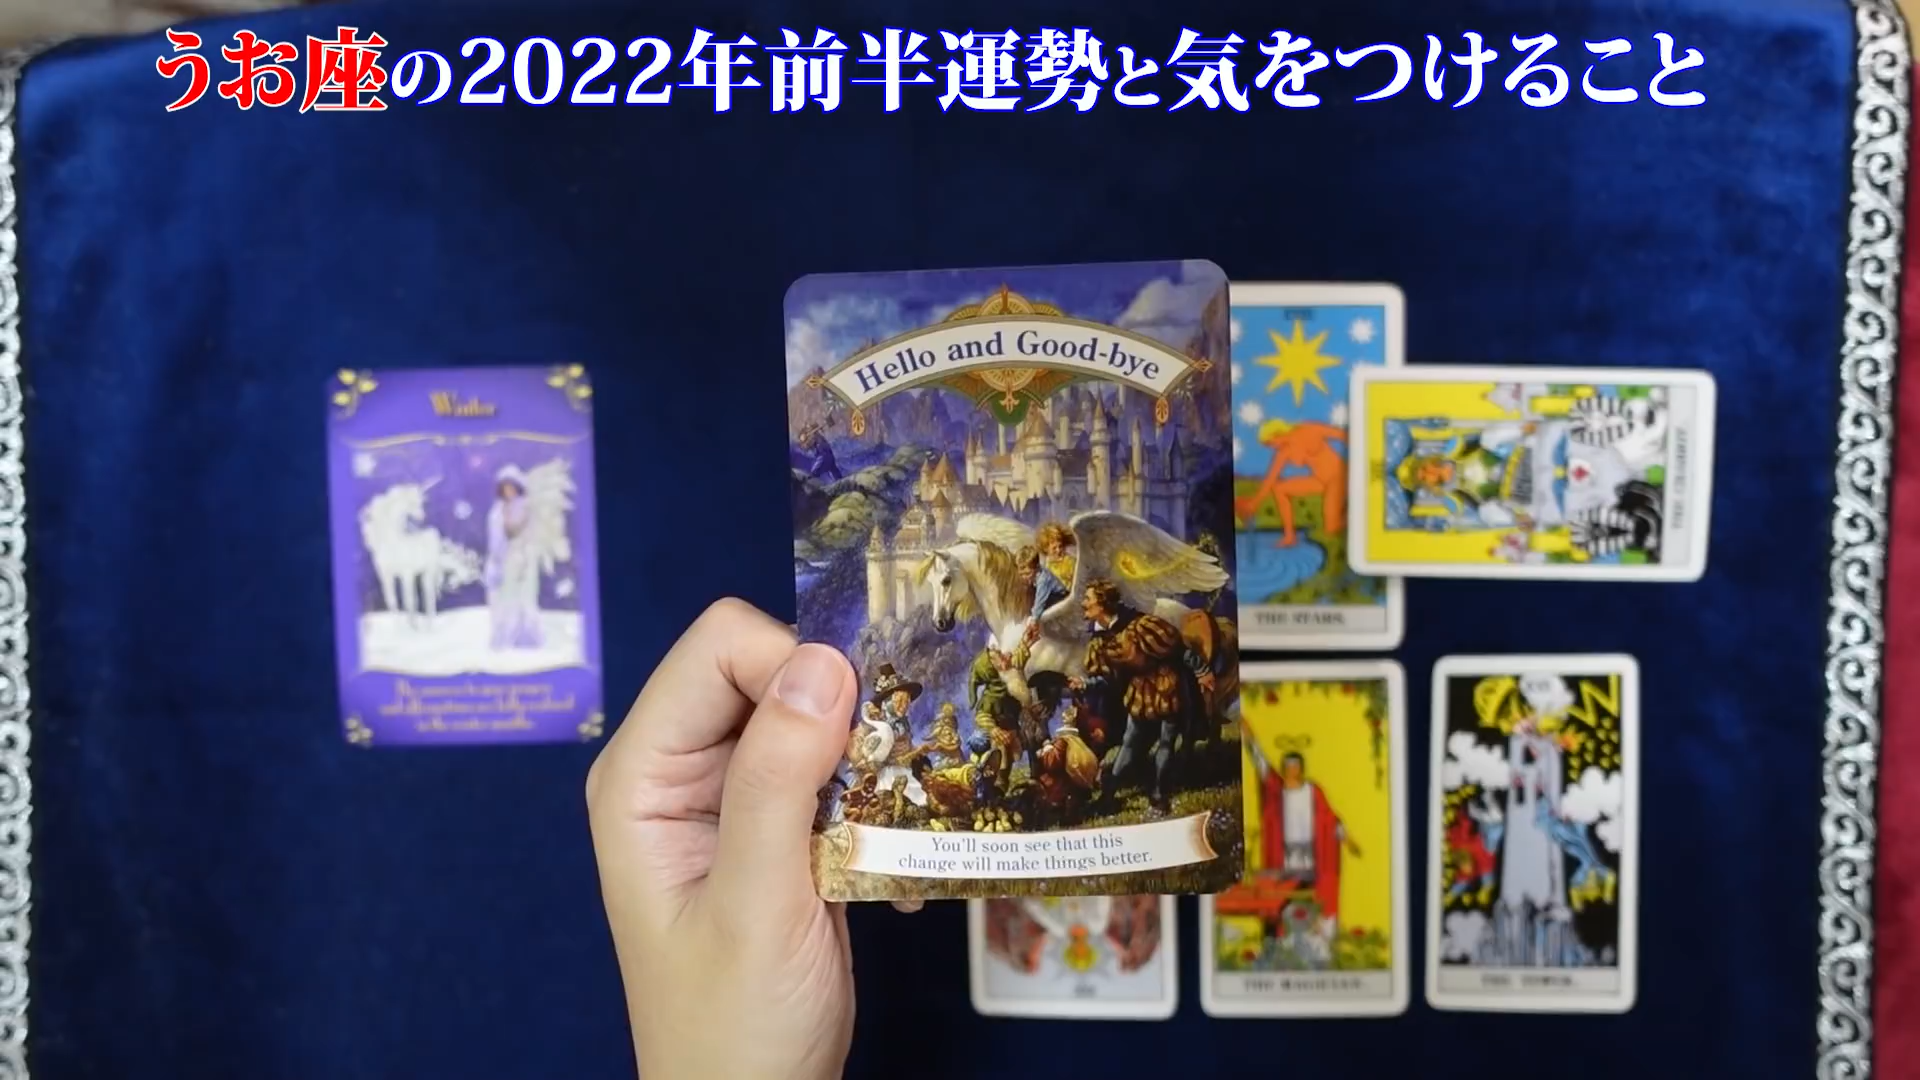 うお座の2022年前半運勢と気をつけること
Hello and Good-bye
You'll soon see that this
change will make things better.
Winter
THE STARS.
THE CHARIOT.
THE MAGICIAN.
THE TOWER.